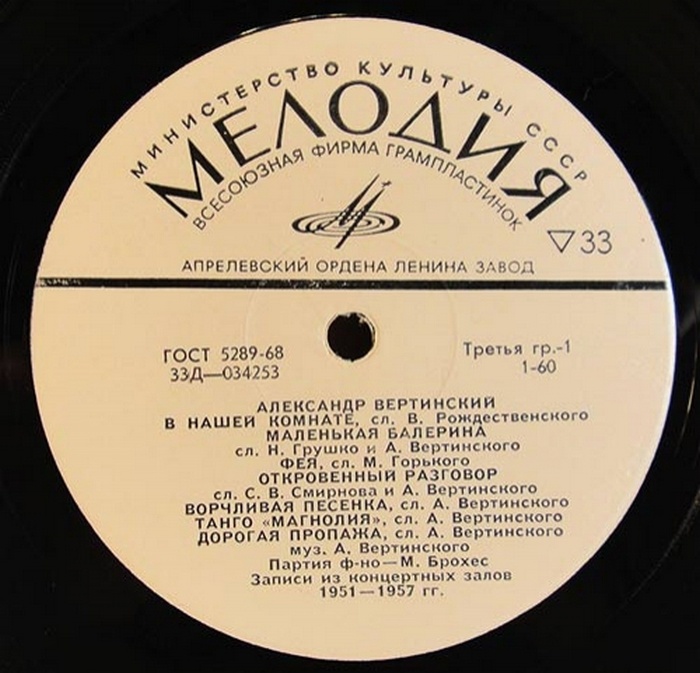 МИНИСТЕРСТВО КУЛЬТУРЫ СССР
МЕЛОДИЯ
ВСЕСОЮЗНАЯ ФИРМА ГРАМПЛАСТИНОК
▽33
АПРЕЛЕВСКИЙ ОРДЕНА ЛЕНИНА ЗАВОД
ГОСТ 5289-68
33Д—034253
Третья гр.-1
1-60
АЛЕКСАНДР ВЕРТИНСКИЙ
В НАШЕЙ КОМНАТЕ, сл. В. Рождественского
МАЛЕНЬКАЯ БАЛЕРИНА
сл. Н. Грушко и А. Вертинского
ФЕЯ, сл. М. Горького
ОТКРОВЕННЫЙ РАЗГОВОР
сл. С. В. Смирнова и А. Вертинского
ВОРЧЛИВАЯ ПЕСЕНКА, сл. А. Вертинского
ТАНГО «МАГНОЛИЯ», сл. А. Вертинского
ДОРОГАЯ ПРОПАЖА, сл. А. Вертинского
муз. А. Вертинского
Партия ф-но—М. Брохес
Записи из концертных залов
1951—1957 гг.